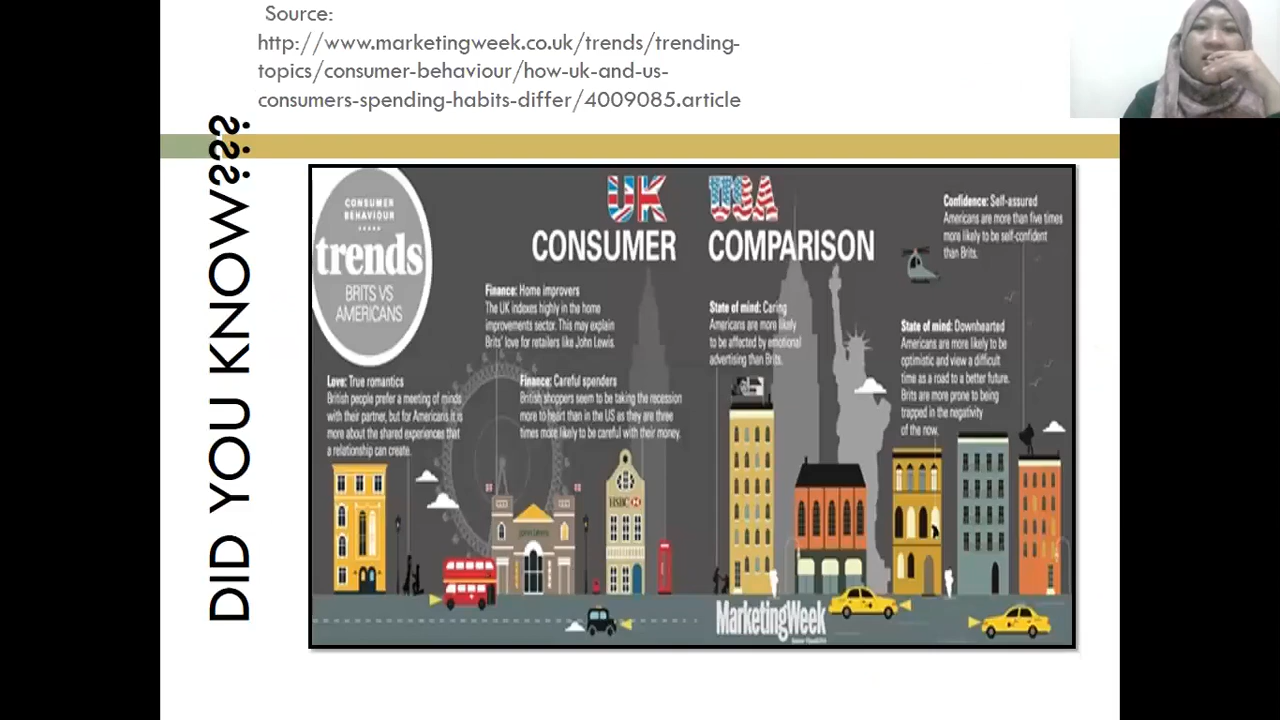 Source:
http://www.marketingweek.co.uk/trends/trending-
topics/consumer-behaviour/how-uk-and-us-
consumers-spending-habits-differ/4009085.article
DID YOU KNOW???
CONSUMER
BEHAVIOUR
trends
BRITS VS
AMERICANS
UK USA
CONSUMER COMPARISON
Love: True romantics
British people prefer a meeting of minds
with their partner, but for Americans it is
more about the shared experiences that
a relationship can create.
Finance: Home improvers
The UK indexes highly in the home
improvements sector. This may explain
Brits' love for retailers like John Lewis.
Finance: Careful spenders
British shoppers seem to be taking the recession
more to heart than in the US as they are three
times more likely to be careful with their money.
State of mind: Caring
Americans are more likely
to be affected by emotional
advertising than Brits.
Confidence: Self-assured
Americans are more than five times
more likely to be self-confident
than Brits.
State of mind: Downhearted
Americans are more likely to be
optimistic and view a difficult
time as a road to a better future.
Brits are more prone to being
trapped in the negativity
of the now.
HSBC
MarketingWeek